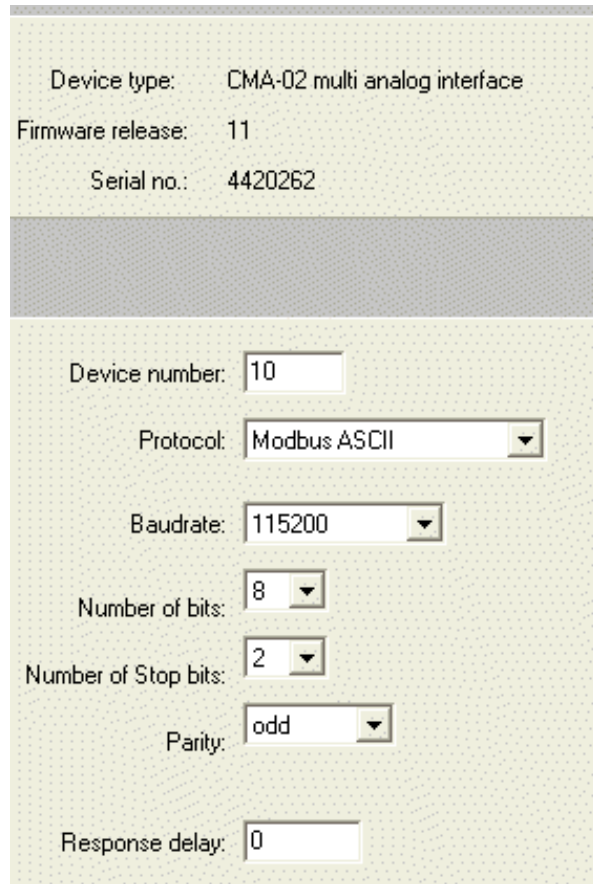 Device type: CMA-02 multi analog interface
Firmware release: 11
Serial no.: 4420262
Device number: 10
Protocol: Modbus ASCII
Baudrate: 115200
Number of bits: 8
Number of Stop bits: 2
Parity: odd
Response delay: 0